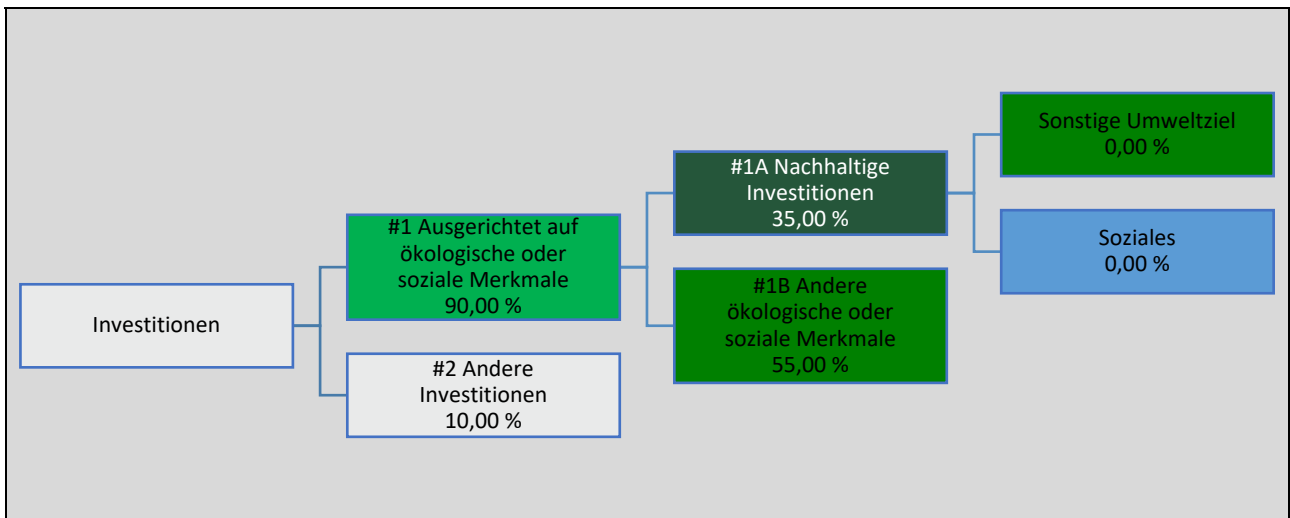 Investitionen
#1 Ausgerichtet auf
ökologische oder
soziale Merkmale
90,00 %
#2 Andere
Investitionen
10,00 %
#1A Nachhaltige
Investitionen
35,00 %
#1B Andere
ökologische oder
soziale Merkmale
55,00 %
Sonstige Umweltziel
0,00 %
Soziales
0,00 %